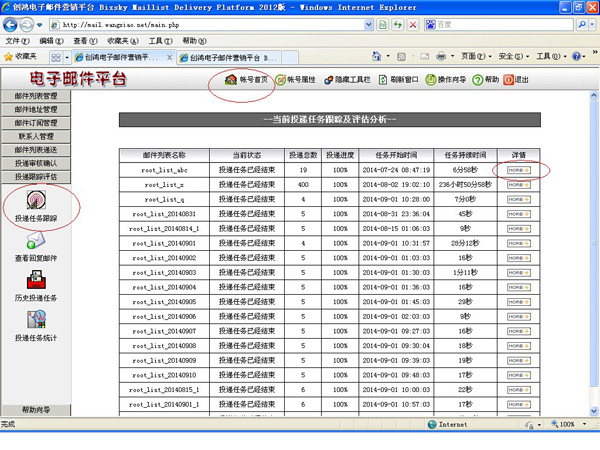 创鸿电子邮件营销平台 Bizsky Maillist Delivery Platform 2012版 - Windows Internet Explorer
http://mail.wangxiao.net/main.php
百度
文件(F) 编辑(E) 查看(V) 收藏夹(A) 工具(T) 帮助(H)
收藏夹 创鸿电子邮件营销平... 创鸿电子邮件营销平台 B... 页面(P) 安全(S) 工具(O)
电子邮件平台 帐号首页 帐号属性 隐藏工具栏 刷新窗口 操作向导 帮助 退出
邮件列表管理
邮件地址管理
邮件订阅管理
联系人管理
邮件列表递送
投递审核确认
投递跟踪评估
投递任务跟踪
查看回复邮件
历史投递任务
投递任务统计
帮助向导
--当前投递任务跟踪及评估分析--
邮件列表名称 当前状态 投递总数 投递进度 任务开始时间 任务持续时间 详情
root_list_abc 投递任务已经结束 19 100% 2014-07-24 08:47:19 6分58秒 MORE
root_list_z 投递任务已经结束 400 100% 2014-08-02 19:02:10 236小时50分58秒 MORE
root_list_q 投递任务已经结束 4 100% 2014-09-01 10:28:00 7分0秒 MORE
root_list_20140831 投递任务已经结束 5 100% 2014-08-31 23:36:04 45秒 MORE
root_list_20140814_1 投递任务已经结束 5 100% 2014-08-15 01:06:03 9秒 MORE
root_list_20140901 投递任务已经结束 4 100% 2014-09-01 10:31:57 28分12秒 MORE
root_list_20140902 投递任务已经结束 5 100% 2014-09-01 01:03:03 16秒 MORE
root_list_20140903 投递任务已经结束 5 100% 2014-09-01 01:30:03 1分11秒 MORE
root_list_20140904 投递任务已经结束 5 100% 2014-09-01 01:36:03 16秒 MORE
root_list_20140905 投递任务已经结束 5 100% 2014-09-01 01:45:03 29秒 MORE
root_list_20140906 投递任务已经结束 5 100% 2014-09-01 02:03:03 9秒 MORE
root_list_20140907 投递任务已经结束 5 100% 2014-09-01 09:27:03 16秒 MORE
root_list_20140908 投递任务已经结束 5 100% 2014-09-01 09:30:04 18秒 MORE
root_list_20140909 投递任务已经结束 5 100% 2014-09-01 09:39:03 19秒 MORE
root_list_20140910 投递任务已经结束 5 100% 2014-09-01 09:48:03 17秒 MORE
root_list_20140815_1 投递任务已经结束 6 100% 2014-09-01 10:00:03 22秒 MORE
root_list_20140901_1 投递任务已经结束 6 100% 2014-09-01 10:57:03 17秒 MORE
完成 Internet 100%